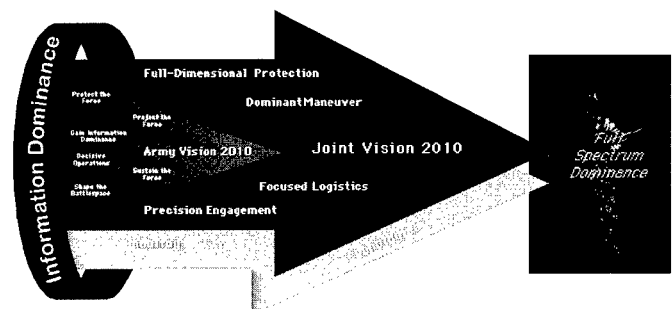 Information Dominance
Protect the
Force
Gain Information
Dominance
Decisive
Operations
Shape the
Battlespace
Project the
Force
Army Vision 2010
Sustain the
Force
Full-Dimensional Protection
Dominant Maneuver
Joint Vision 2010
Focused Logistics
Precision Engagement
Full
Spectrum
Dominance